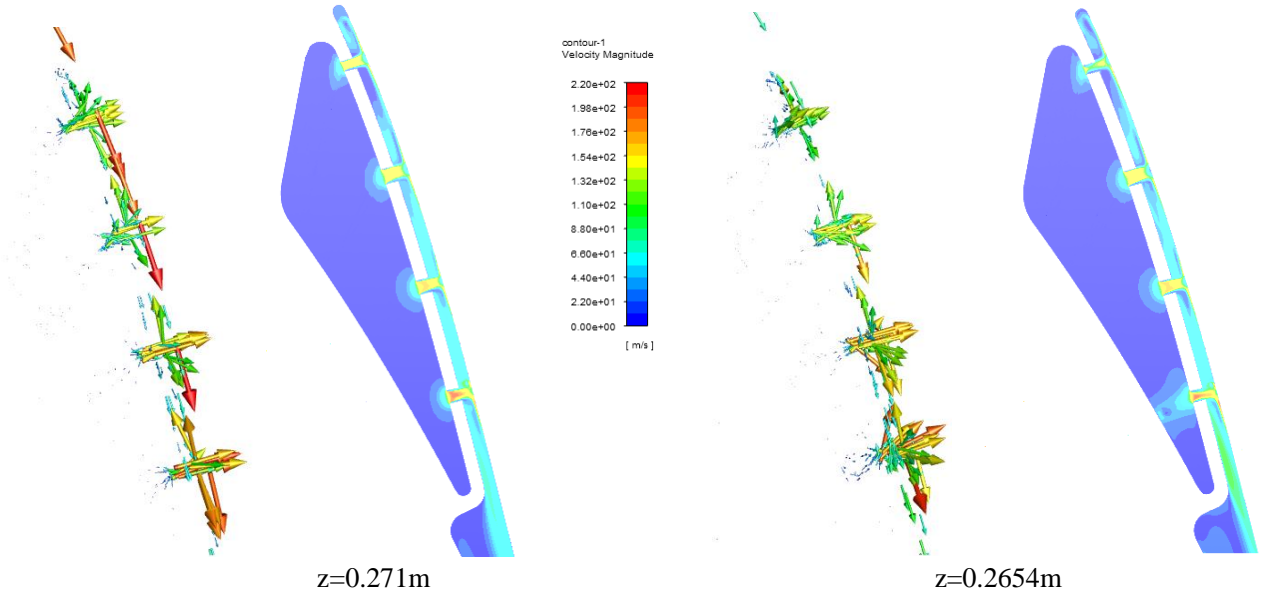 contour-1
Velocity Magnitude
2.20e+02
1.98e+02
1.76e+02
1.54e+02
1.32e+02
1.10e+02
8.80e+01
6.60e+01
4.40e+01
2.20e+01
0.00e+00
[ m/s ]
z=0.271m
z=0.2654m